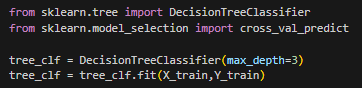 from sklearn.tree import DecisionTreeClassifier
from sklearn.model_selection import cross_val_predict
tree_clf = DecisionTreeClassifier(max_depth=3)
tree_clf = tree_clf.fit(X_train,Y_train)